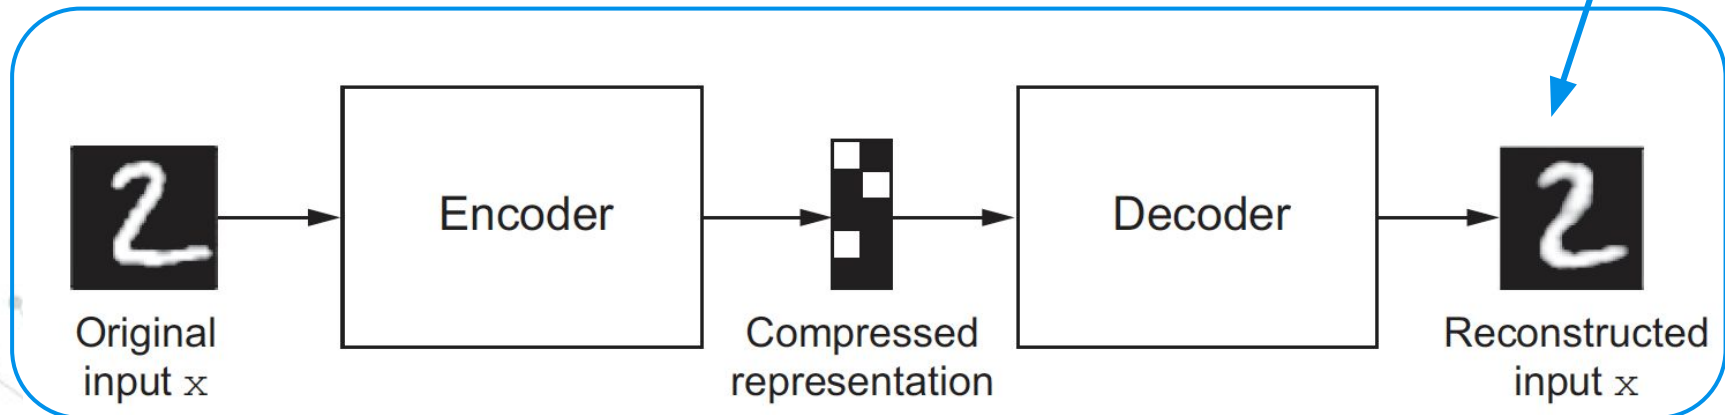 Encoder
Decoder
Original
input x
Compressed
representation
Reconstructed
input x